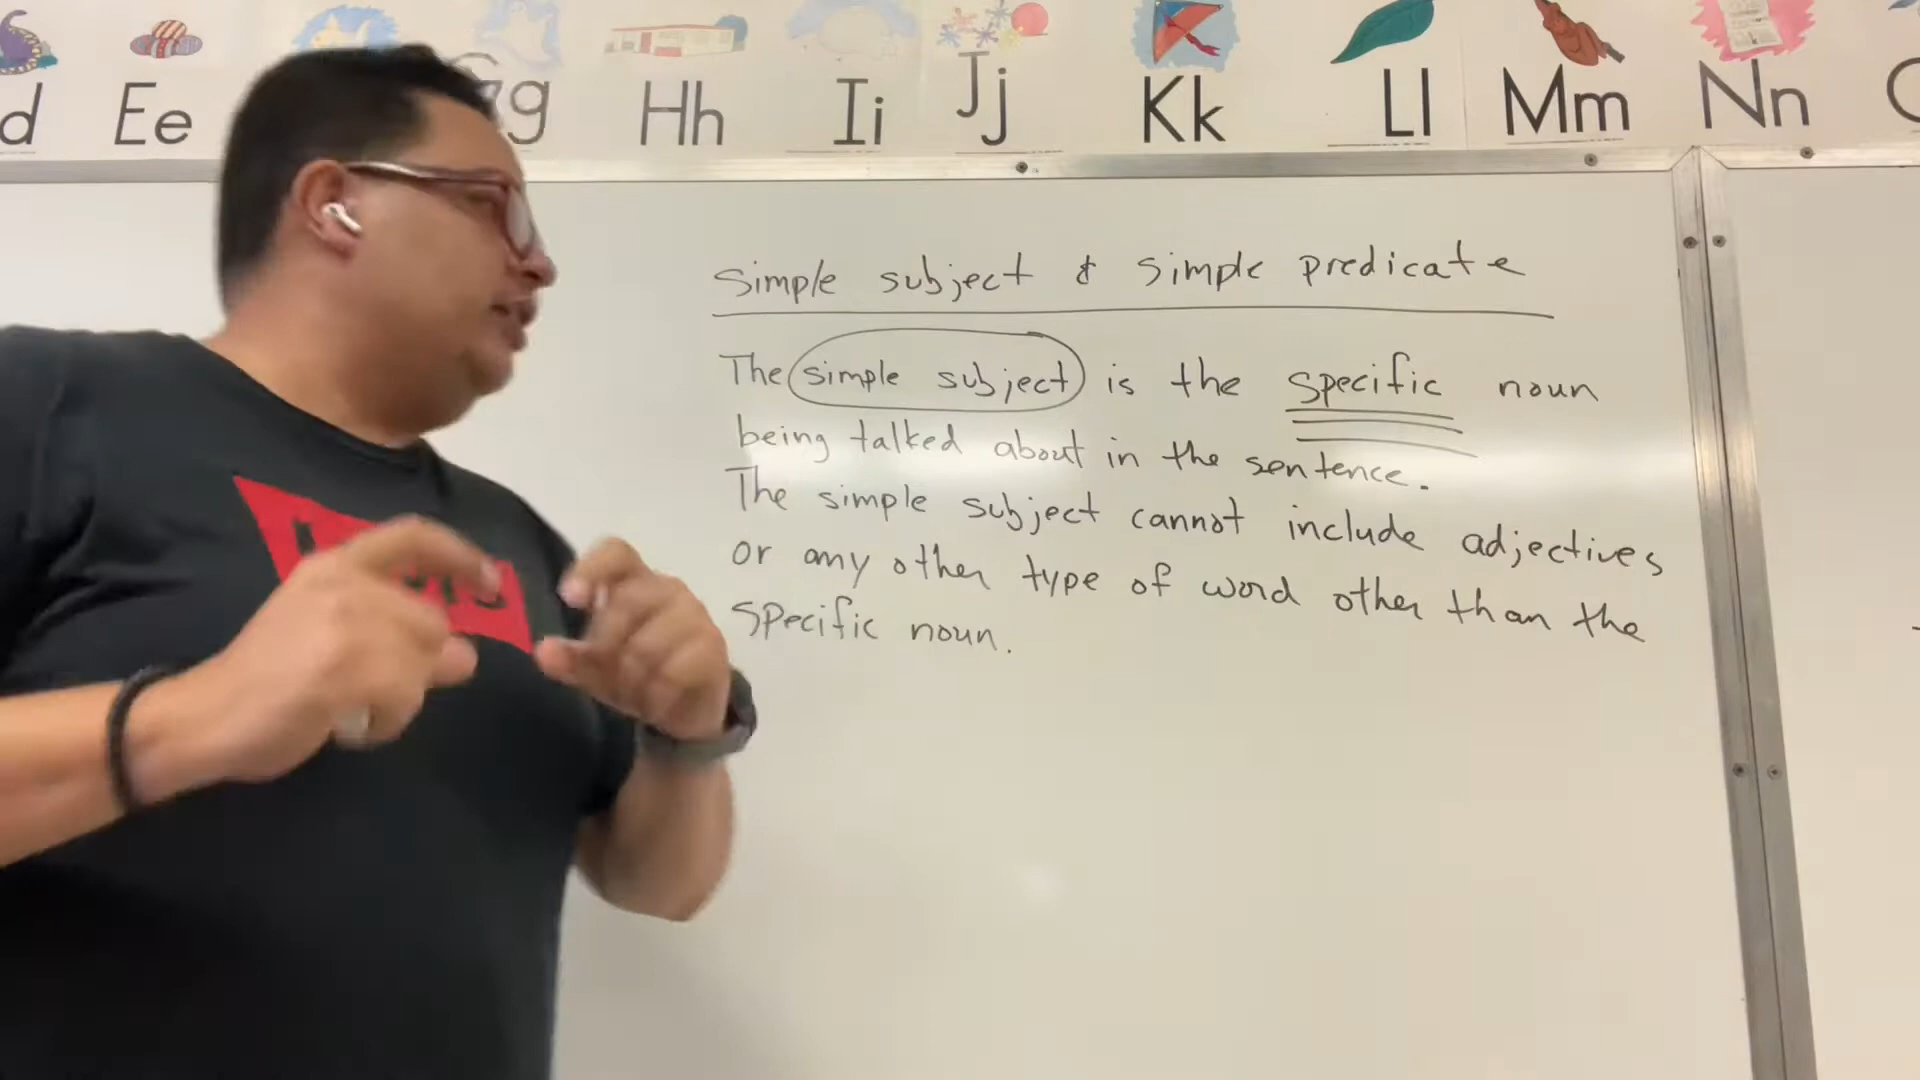 d Ee Gg Hh Ii Jj Kk Ll Mm Nn
Simple subject & simple predicate
The simple subject is the specific noun
being talked about in the sentence.
The simple subject cannot include adjectives
or any other type of word other than the
specific noun.